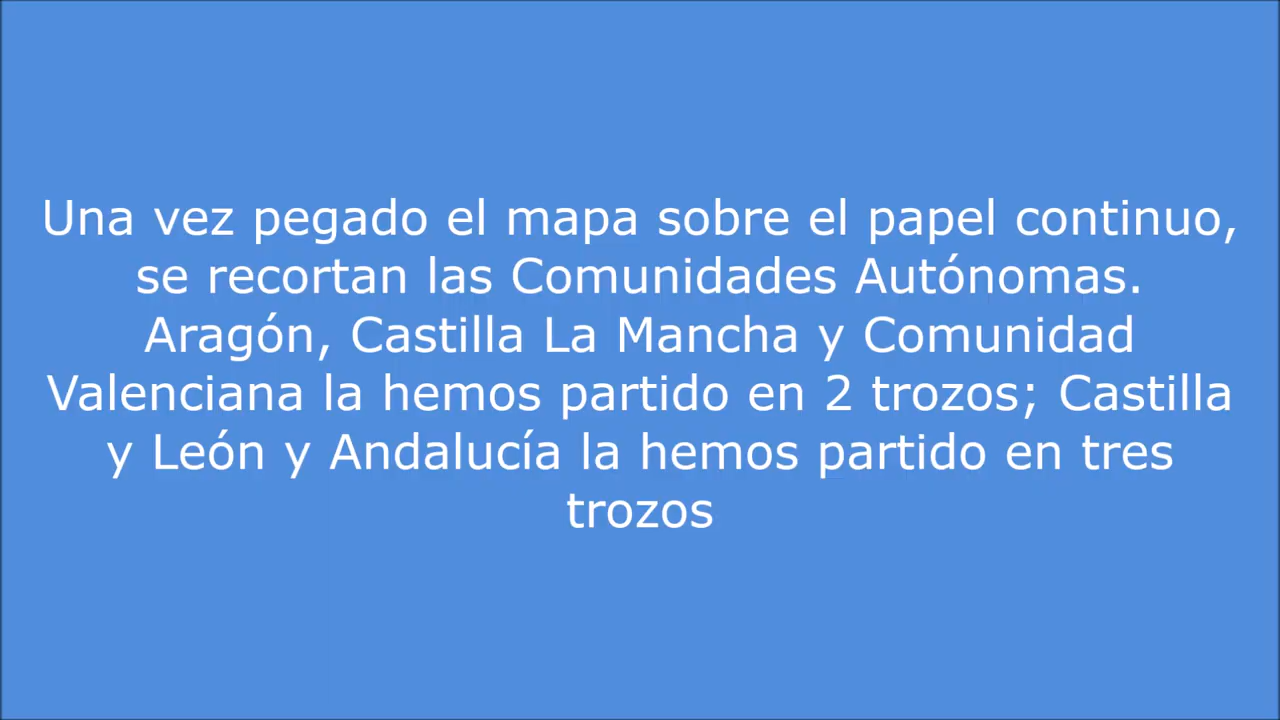 Una vez pegado el mapa sobre el papel continuo,
se recortan las Comunidades Autónomas.
Aragón, Castilla La Mancha y Comunidad
Valenciana la hemos partido en 2 trozos; Castilla
y León y Andalucía la hemos partido en tres
trozos